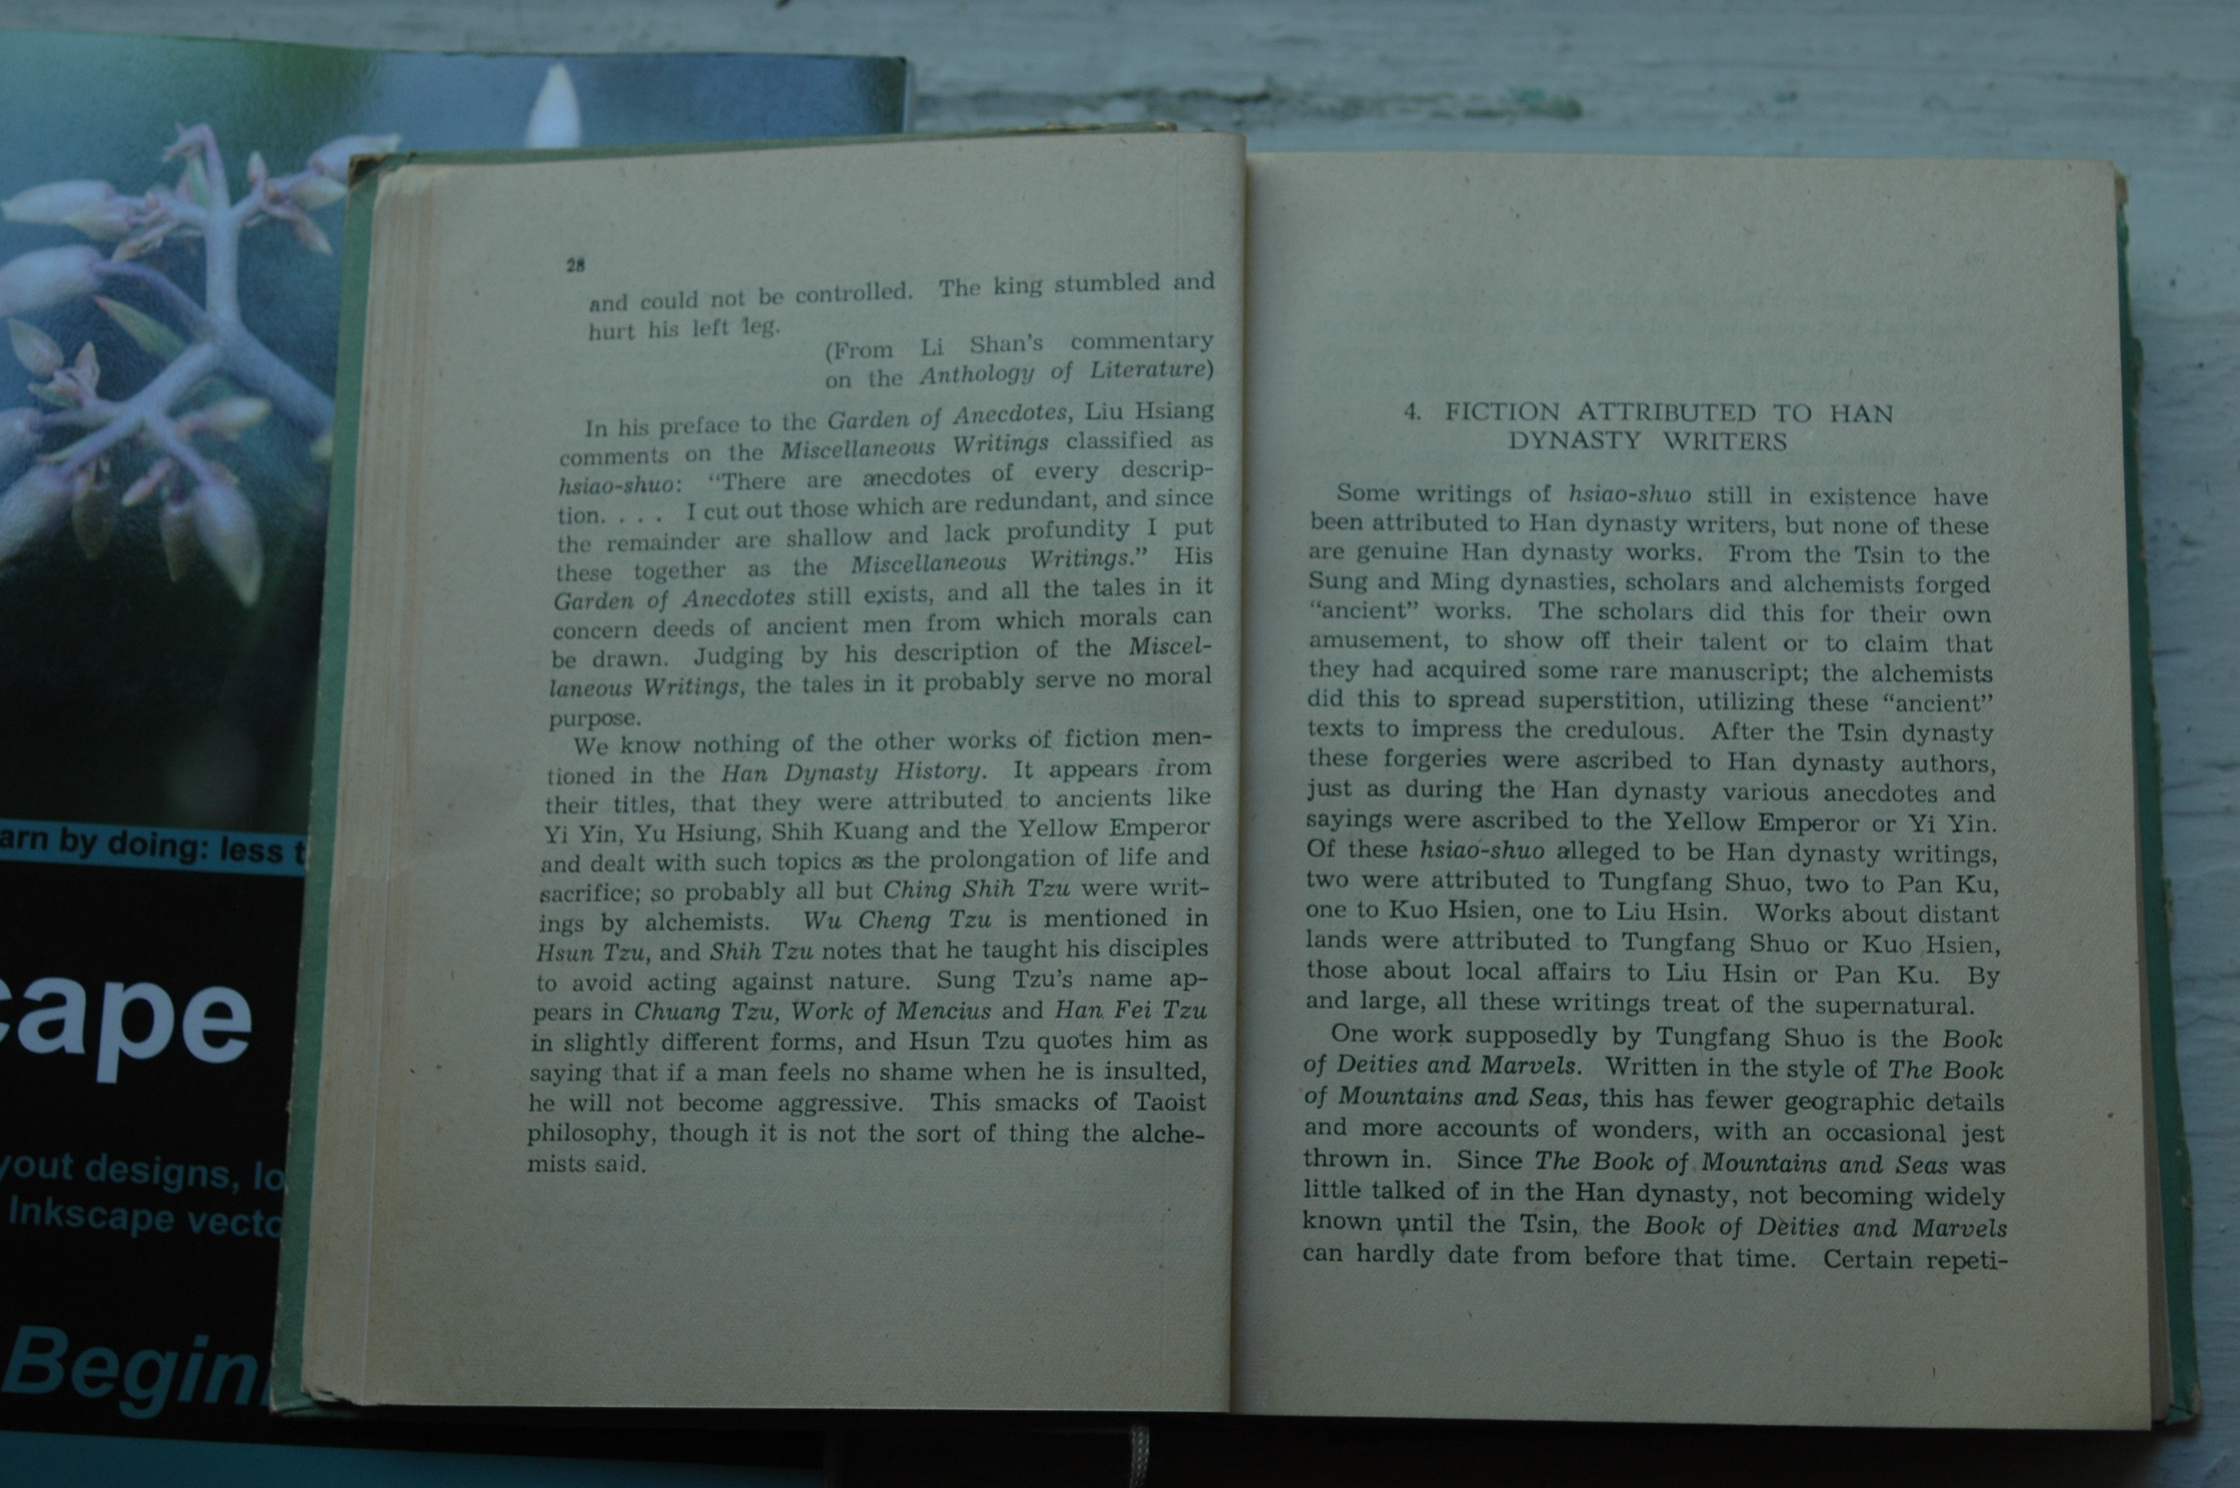 28
and could not be controlled. The king stumbled and
hurt his left leg.
(From Li Shan's commentary
on the Anthology of Literature)
In his preface to the Garden of Anecdotes, Liu Hsiang
comments on the Miscellaneous Writings classified as
hsiao-shuo: “There are anecdotes of every descrip-
tion. . . . I cut out those which are redundant, and since
the remainder are shallow and lack profundity I put
these together as the Miscellaneous Writings.” His
Garden of Anecdotes still exists, and all the tales in it
concern deeds of ancient men from which morals can
be drawn. Judging by his description of the Miscel-
laneous Writings, the tales in it probably serve no moral
purpose.
We know nothing of the other works of fiction men-
tioned in the Han Dynasty History. It appears from
their titles, that they were attributed to ancients like
Yi Yin, Yu Hsiung, Shih Kuang and the Yellow Emperor
and dealt with such topics as the prolongation of life and
sacrifice; so probably all but Ching Shih Tzu were writ-
ings by alchemists. Wu Cheng Tzu is mentioned in
Hsun Tzu, and Shih Tzu notes that he taught his disciples
to avoid acting against nature. Sung Tzu's name ap-
pears in Chuang Tzu, Work of Mencius and Han Fei Tzu
in slightly different forms, and Hsun Tzu quotes him as
saying that if a man feels no shame when he is insulted,
he will not become aggressive. This smacks of Taoist
philosophy, though it is not the sort of thing the alche-
mists said.
4. FICTION ATTRIBUTED TO HAN
DYNASTY WRITERS
Some writings of hsiao-shuo still in existence have
been attributed to Han dynasty writers, but none of these
are genuine Han dynasty works. From the Tsin to the
Sung and Ming dynasties, scholars and alchemists forged
“ancient” works. The scholars did this for their own
amusement, to show off their talent or to claim that
they had acquired some rare manuscript; the alchemists
did this to spread superstition, utilizing these “ancient”
texts to impress the credulous. After the Tsin dynasty
these forgeries were ascribed to Han dynasty authors,
just as during the Han dynasty various anecdotes and
sayings were ascribed to the Yellow Emperor or Yi Yin.
Of these hsiao-shuo alleged to be Han dynasty writings,
two were attributed to Tungfang Shuo, two to Pan Ku,
one to Kuo Hsien, one to Liu Hsin. Works about distant
lands were attributed to Tungfang Shuo or Kuo Hsien,
those about local affairs to Liu Hsin or Pan Ku. By
and large, all these writings treat of the supernatural.
One work supposedly by Tungfang Shuo is the Book
of Deities and Marvels. Written in the style of The Book
of Mountains and Seas, this has fewer geographic details
and more accounts of wonders, with an occasional jest
thrown in. Since The Book of Mountains and Seas was
little talked of in the Han dynasty, not becoming widely
known until the Tsin, the Book of Deities and Marvels
can hardly date from before that time. Certain repeti-
arn by doing: less t
cape
yout designs, lo
Inkscape vecto
Begin